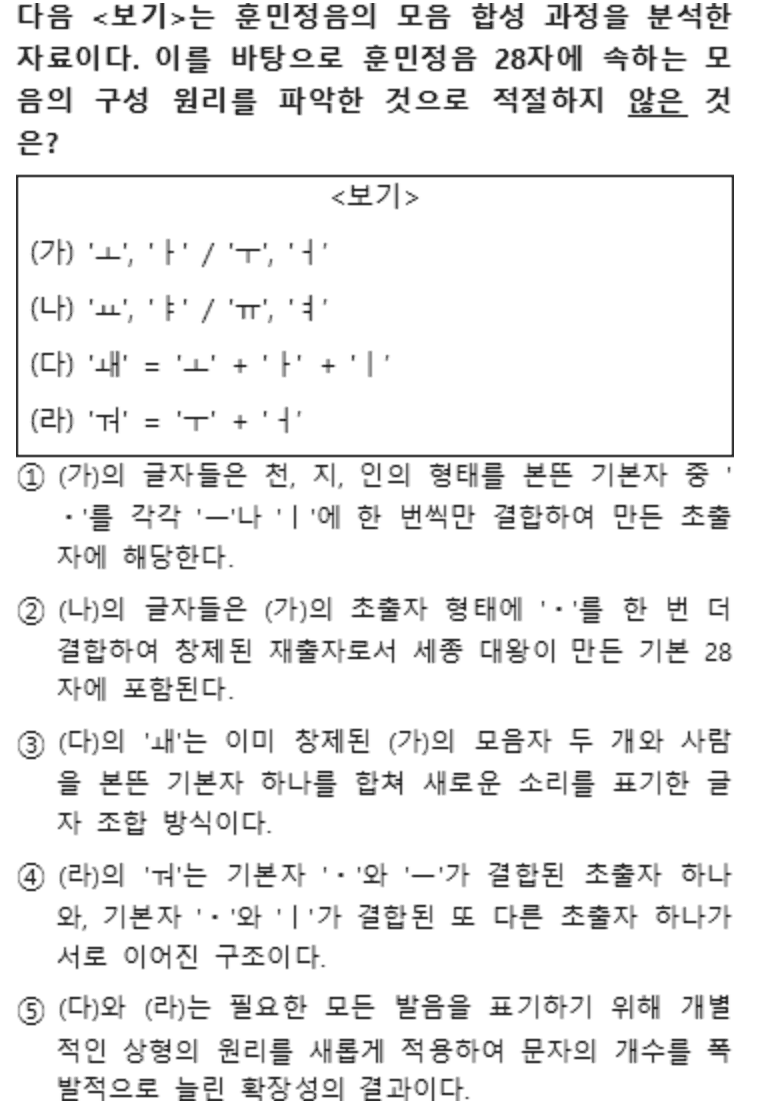 다음 <보기>는 훈민정음의 모음 합성 과정을 분석한
자료이다. 이를 바탕으로 훈민정음 28자에 속하는 모
음의 구성 원리를 파악한 것으로 적절하지 않은 것
은?
<보기>
(가) 'ㅗ', 'ㅏ' / 'ㅜ', 'ㅓ'
(나) 'ㅛ', 'ㅑ' / 'ㅠ', 'ㅕ'
(다) 'ㅙ' = 'ㅗ' + 'ㅏ' + 'ㅣ'
(라) 'ㅝ' = 'ㅜ' + 'ㅓ'
① (가)의 글자들은 천, 지, 인의 형태를 본뜬 기본자 중 '
ㆍ'를 각각 'ㅡ'나 'ㅣ'에 한 번씩만 결합하여 만든 초출
자에 해당한다.
② (나)의 글자들은 (가)의 초출자 형태에 'ㆍ'를 한 번 더
결합하여 창제된 재출자로서 세종 대왕이 만든 기본 28
자에 포함된다.
③ (다)의 'ㅙ'는 이미 창제된 (가)의 모음자 두 개와 사람
을 본뜬 기본자 하나를 합쳐 새로운 소리를 표기한 글
자 조합 방식이다.
④ (라)의 'ㅝ'는 기본자 'ㆍ'와 'ㅡ'가 결합된 초출자 하나
와, 기본자 'ㆍ'와 'ㅣ'가 결합된 또 다른 초출자 하나가
서로 이어진 구조이다.
⑤ (다)와 (라)는 필요한 모든 발음을 표기하기 위해 개별
적인 상형의 원리를 새롭게 적용하여 문자의 개수를 폭
발적으로 늘린 확장성의 결과이다.